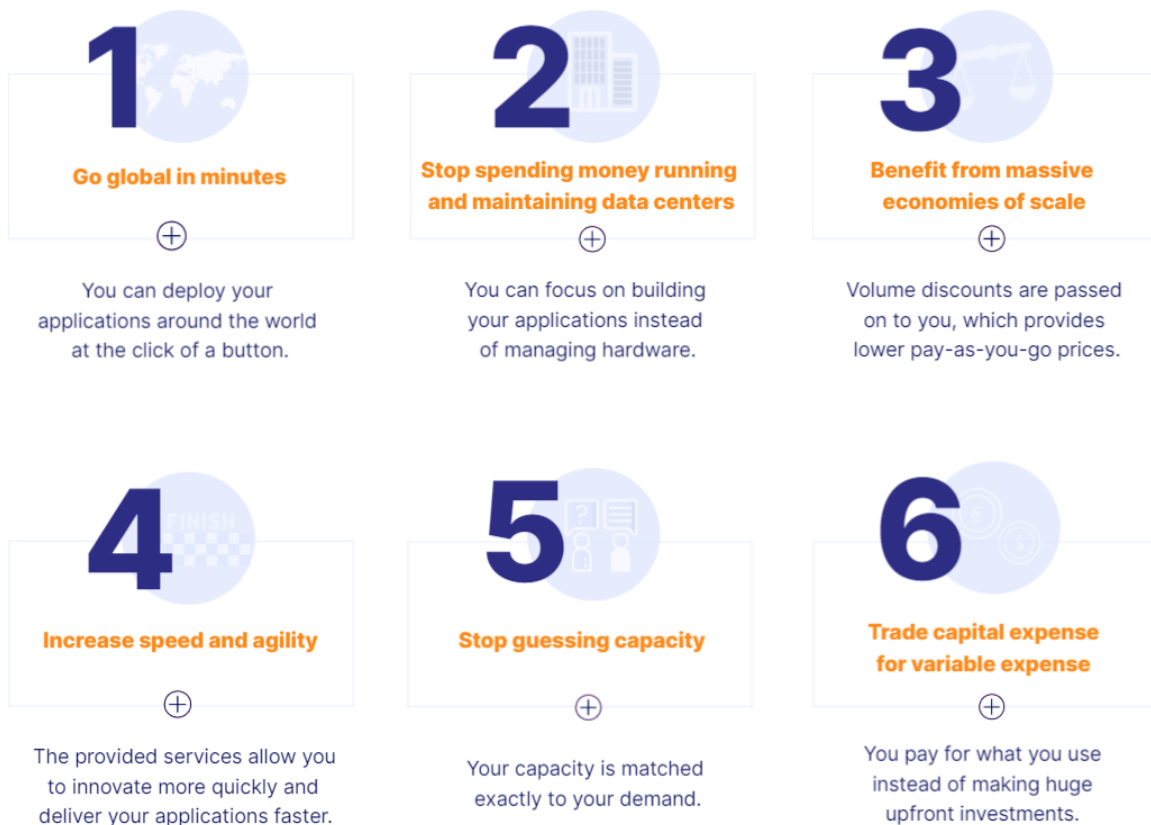 1
Go global in minutes
You can deploy your
applications around the world
at the click of a button.
2
Stop spending money running
and maintaining data centers
You can focus on building
your applications instead
of managing hardware.
3
Benefit from massive
economies of scale
Volume discounts are passed
on to you, which provides
lower pay-as-you-go prices.
4
FINISH
Increase speed and agility
The provided services allow you
to innovate more quickly and
deliver your applications faster.
5
?
Stop guessing capacity
Your capacity is matched
exactly to your demand.
6
€
$
Trade capital expense
for variable expense
You pay for what you use
instead of making huge
upfront investments.